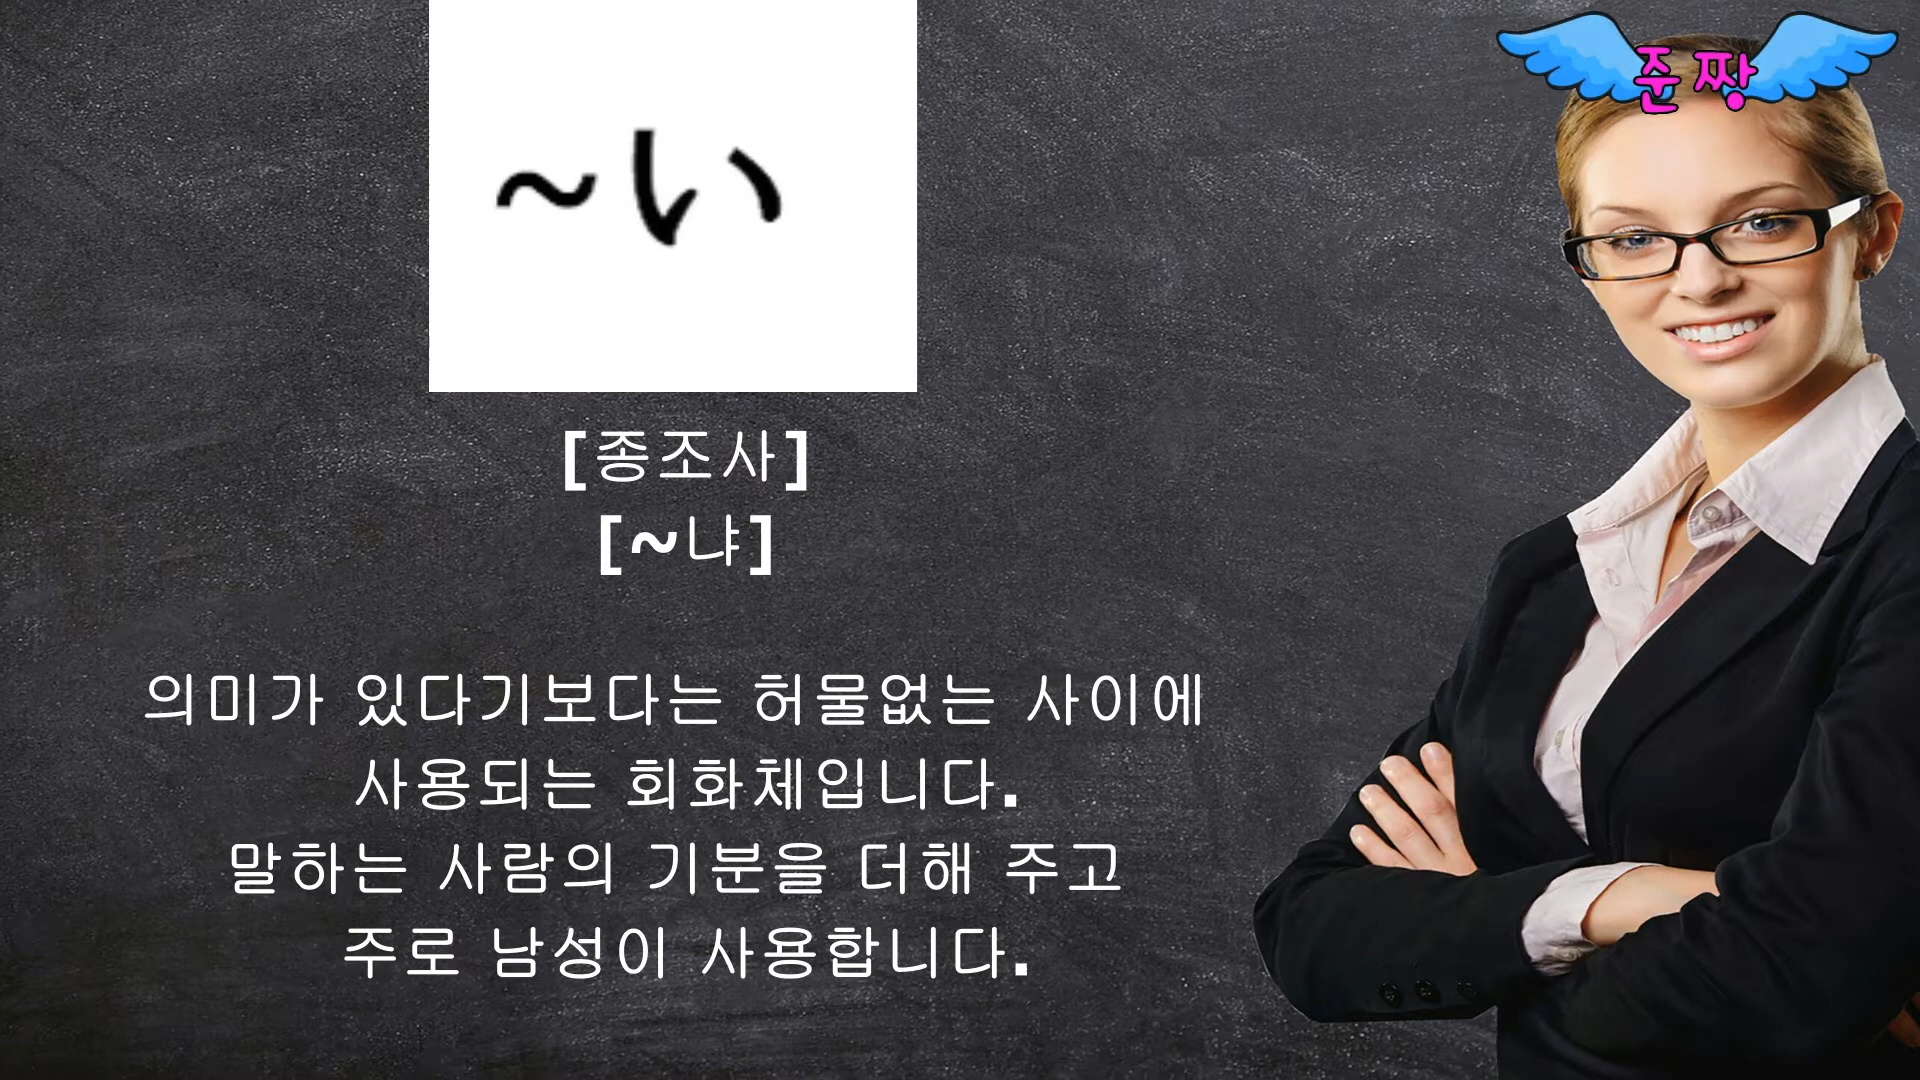 준짱
~い
[종조사]
[~냐]
의미가 있다기보다는 허물없는 사이에
사용되는 회화체입니다.
말하는 사람의 기분을 더해 주고
주로 남성이 사용합니다.